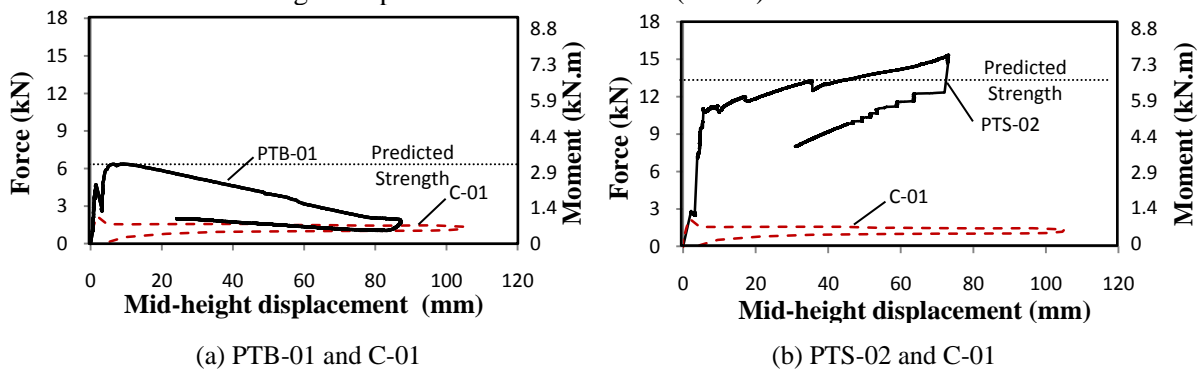 18
15
12
9
6
3
0
Force (kN)
8.8
7.3
5.9
4.4
2.9
1.4
0
Moment (kN.m)
PTB-01
Predicted
Strength
C-01
0 20 40 60 80 100 120
Mid-height displacement (mm)
(a) PTB-01 and C-01
18
15
12
9
6
3
0
Force (kN)
8.8
7.3
5.9
4.4
2.9
1.4
0
Moment (kN.m)
Predicted
Strength
PTS-02
C-01
0 20 40 60 80 100 120
Mid-height displacement (mm)
(b) PTS-02 and C-01